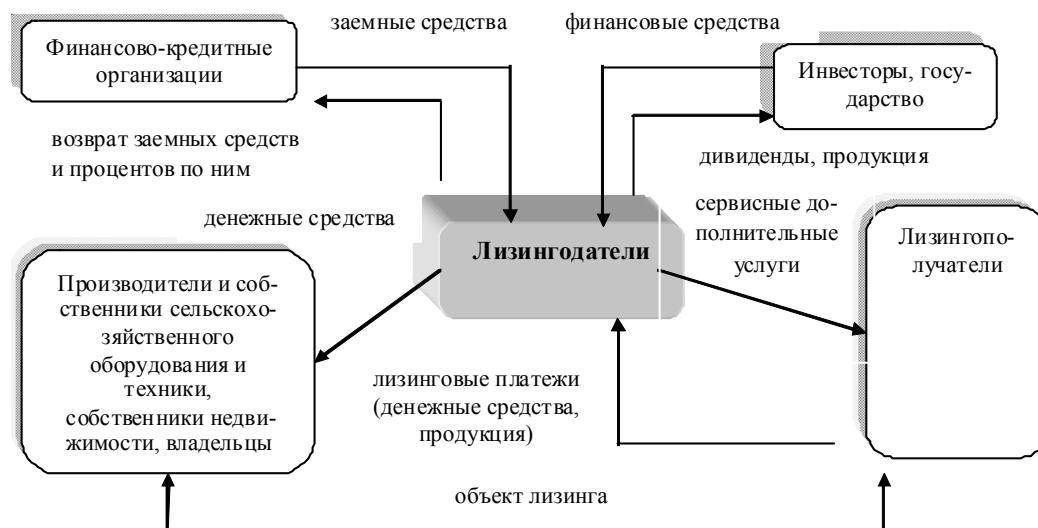 заемные средства
финансовые средства
Финансово-кредитные
организации
Инвесторы, госу-
дарство
возврат заемных средств
и процентов по ним
дивиденды, продукция
денежные средства
сервисные до-
полнительные
услуги
Лизингодатели
Лизингопо-
лучатели
Производители и соб-
ственники сельскохо-
зяйственного
оборудования и
техники,
собственники недви-
жимости, владельцы
лизинговые платежи
(денежные средства,
продукция)
объект лизинга